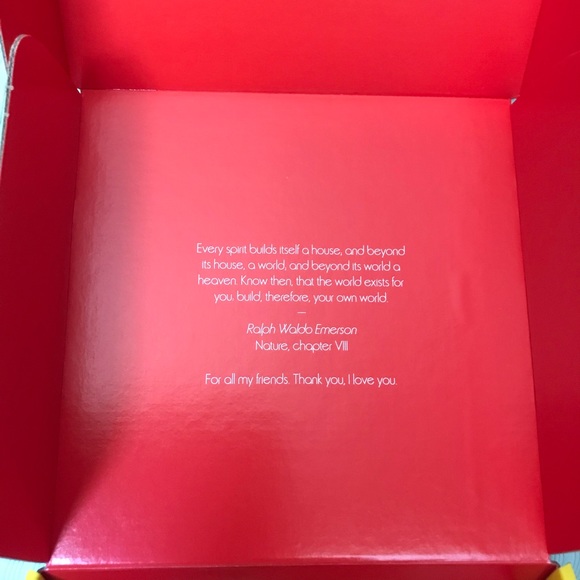 Every spirit builds itself a house, and beyond
its house, a world, and beyond its world a
heaven. Know then, that the world exists for
you. build, therefore, your own world.
—
Ralph Waldo Emerson
Nature, chapter VIII
For all my friends. Thank you, I love you.